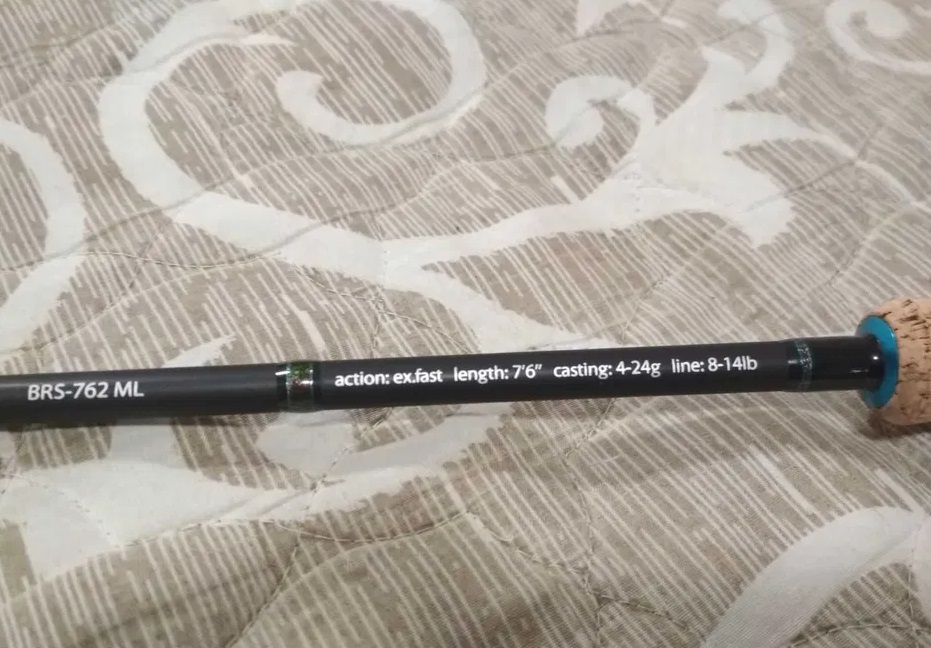 BRS-762 ML action: ex.fast length: 7'6" casting: 4-24g line: 8-14lb